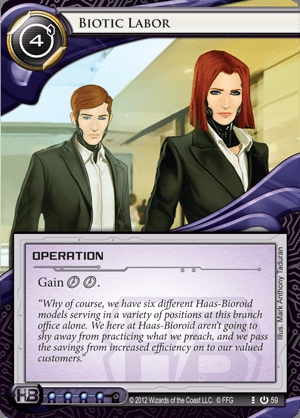 BIOTIC LABOR
4
OPERATION
Gain
“Why of course, we have six different Haas-Bioroid
models serving in a variety of positions at this branch
office alone. We here at Haas-Bioroid aren’t going to
shy away from practicing what we preach, and we pass
the savings from increased efficiency on to our valued
customers.”
Illus. Mark Anthony Taduran
HB
© 2012 Wizards of the Coast LLC. © FFG
59